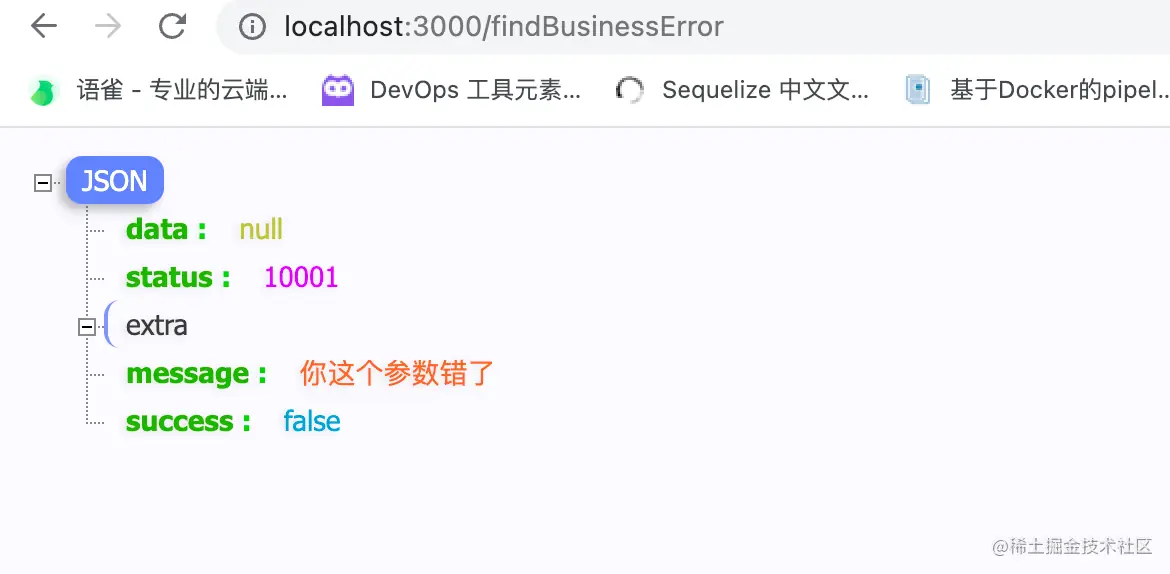 localhost:3000/findBusinessError
语雀 - 专业的云端... DevOps 工具元素... Sequelize 中文文... 基于Docker的pipel...
JSON
data : null
status : 10001
extra
message : 你这个参数错了
success : false
@稀土掘金技术社区